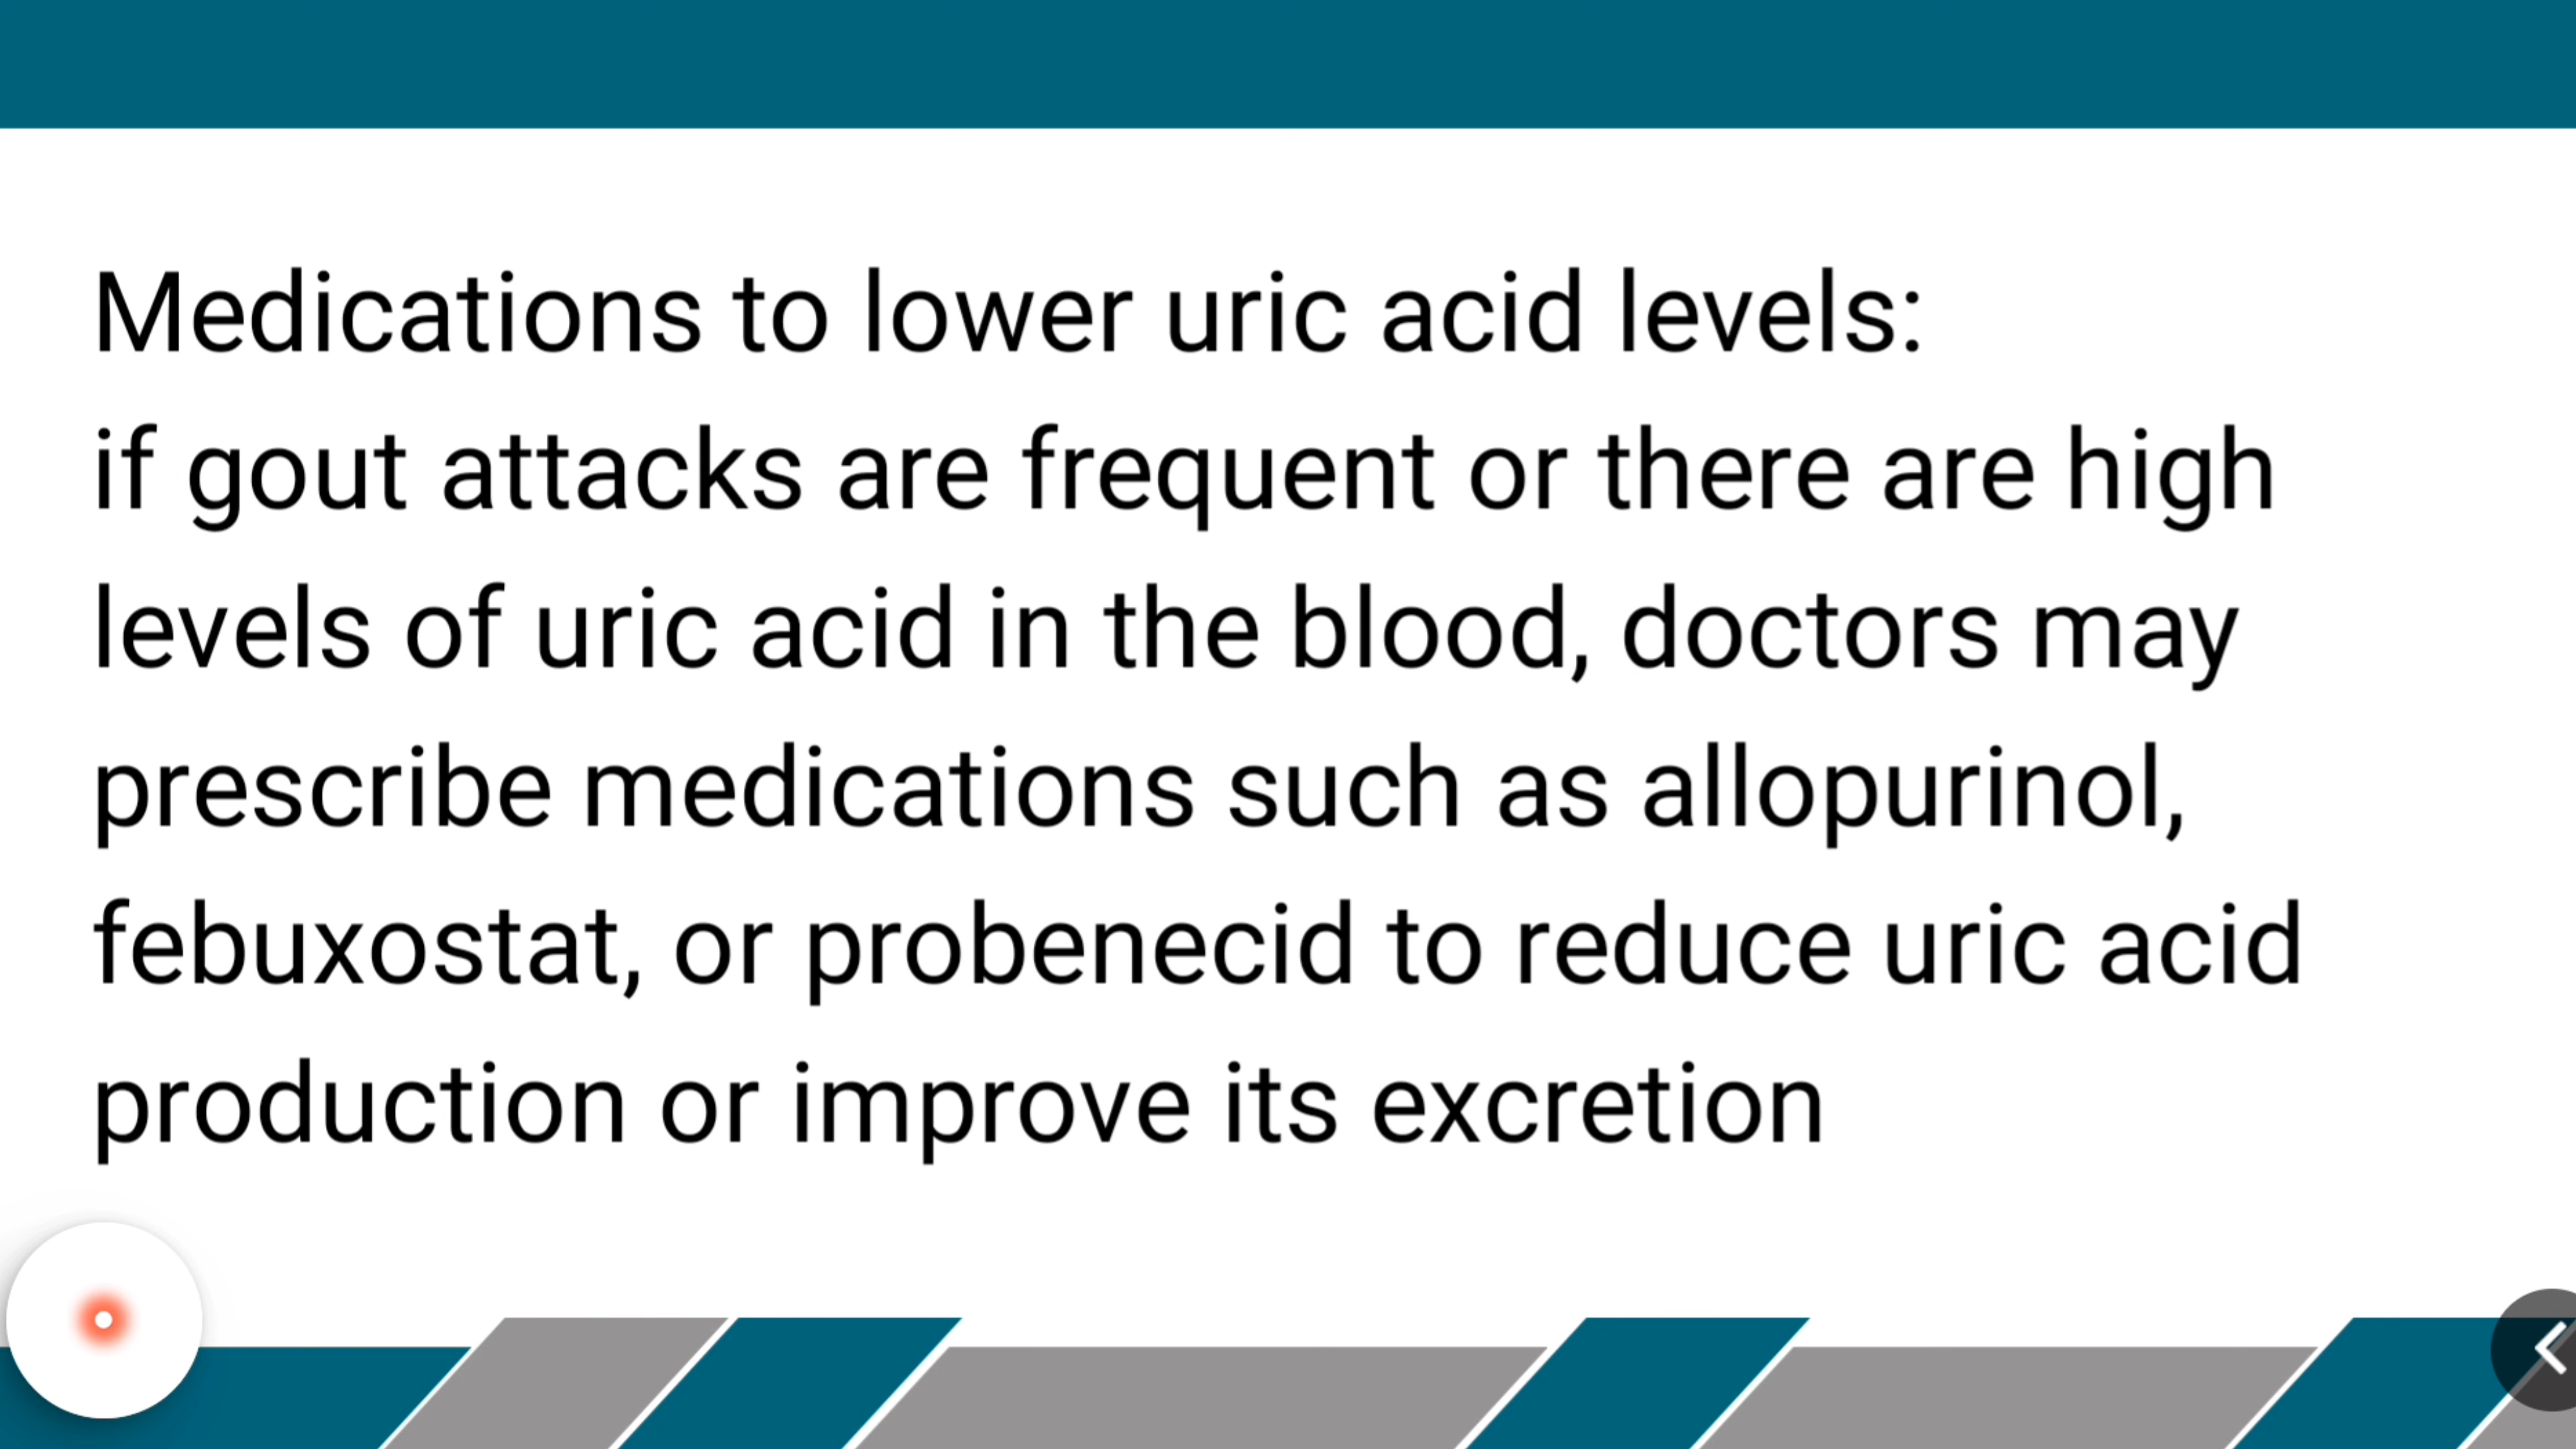 Medications to lower uric acid levels:
if gout attacks are frequent or there are high
levels of uric acid in the blood, doctors may
prescribe medications such as allopurinol,
febuxostat, or probenecid to reduce uric acid
production or improve its excretion